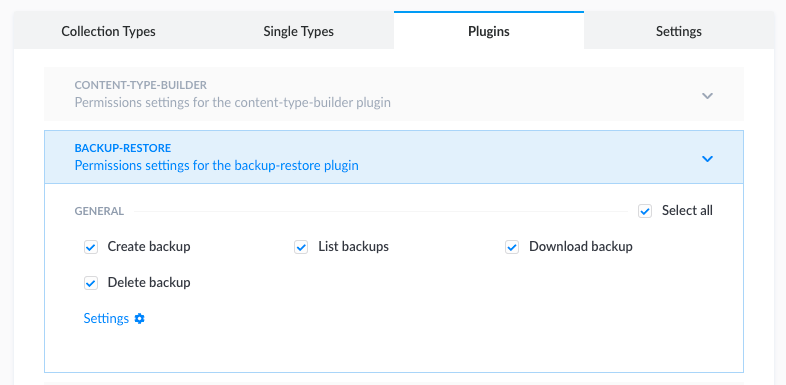 Collection Types Single Types Plugins Settings
CONTENT-TYPE-BUILDER
Permissions settings for the content-type-builder plugin
BACKUP-RESTORE
Permissions settings for the backup-restore plugin
GENERAL Select all
Create backup List backups Download backup
Delete backup
Settings